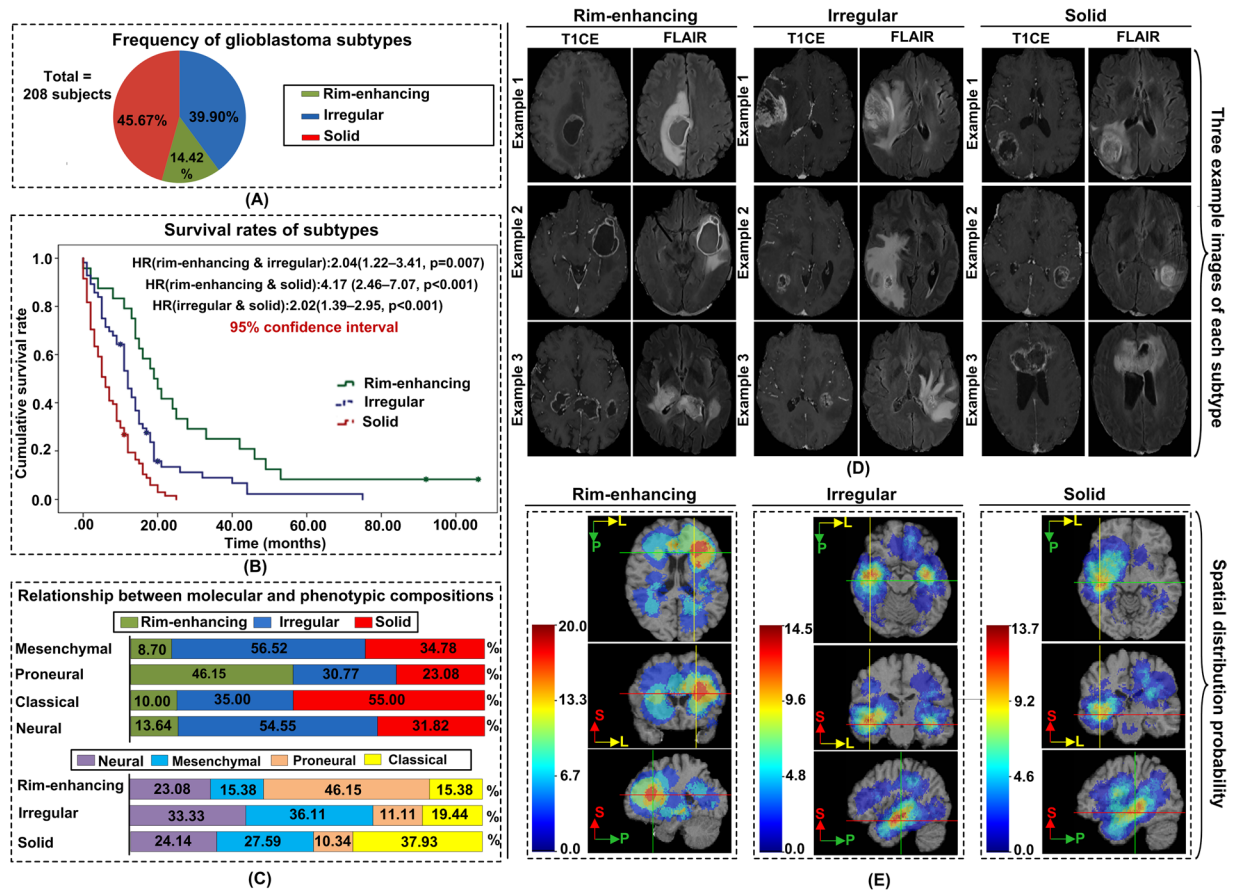 Frequency of glioblastoma subtypes
Total =
208 subjects
45.67%
39.90%
14.42
%
Rim-enhancing
Irregular
Solid
(A)
Survival rates of subtypes
HR(rim-enhancing & irregular):2.04(1.22–3.41, p=0.007)
HR(rim-enhancing & solid):4.17 (2.46–7.07, p<0.001)
HR(irregular & solid):2.02(1.39–2.95, p<0.001)
95% confidence interval
Rim-enhancing
Irregular
Solid
Cumulative survival rate
1.0
0.8
0.6
0.4
0.2
0.0
.00 20.00 40.00 60.00 80.00 100.00
Time (months)
(B)
Relationship between molecular and phenotypic compositions
Rim-enhancing Irregular Solid
Mesenchymal 8.70 56.52 34.78 %
Proneural 46.15 30.77 23.08 %
Classical 10.00 35.00 55.00 %
Neural 13.64 54.55 31.82 %
Neural Mesenchymal Proneural Classical
Rim-enhancing 23.08 15.38 46.15 15.38 %
Irregular 33.33 36.11 11.11 19.44 %
Solid 24.14 27.59 10.34 37.93 %
(C)
Rim-enhancing Irregular Solid
T1CE FLAIR T1CE FLAIR T1CE FLAIR
Example 1 Example 1 Example 1
Example 2 Example 2 Example 2
Example 3 Example 3 Example 3
Three example images of each subtype
(D)
Rim-enhancing Irregular Solid
L
P
20.0
13.3
6.7
0.0
S
L
S
P
L
P
14.5
9.6
4.8
0.0
S
L
S
P
L
P
13.7
9.2
4.6
0.0
S
L
S
P
Spatial distribution probability
(E)